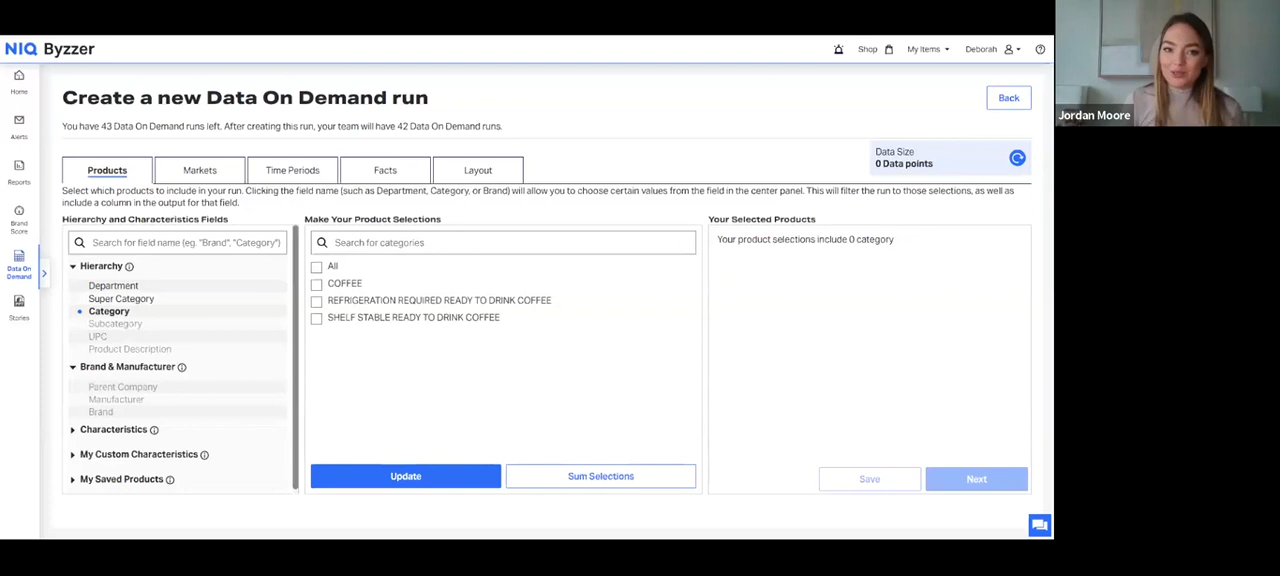 NIQ Byzzer
Shop
My Items
Deborah
Home
Alerts
Reports
Brand
Score
Data On
Demand
Stories
Create a new Data On Demand run
Back
You have 43 Data On Demand runs left. After creating this run, your team will have 42 Data On Demand runs.
Data Size
0 Data points
Products
Markets
Time Periods
Facts
Layout
Select which products to include in your run. Clicking the field name (such as Department, Category, or Brand) will allow you to choose certain values from the field in the center panel. This will filter the run to those selections, as well as
include a column in the output for that field.
Hierarchy and Characteristics Fields
Search for field name (eg. "Brand", "Category")
Hierarchy
Department
Super Category
Category
Subcategory
UPC
Product Description
Brand & Manufacturer
Parent Company
Manufacturer
Brand
Characteristics
My Custom Characteristics
My Saved Products
Make Your Product Selections
Search for categories
All
COFFEE
REFRIGERATION REQUIRED READY TO DRINK COFFEE
SHELF STABLE READY TO DRINK COFFEE
Update
Sum Selections
Your Selected Products
Your product selections include 0 category
Save
Next
Jordan Moore